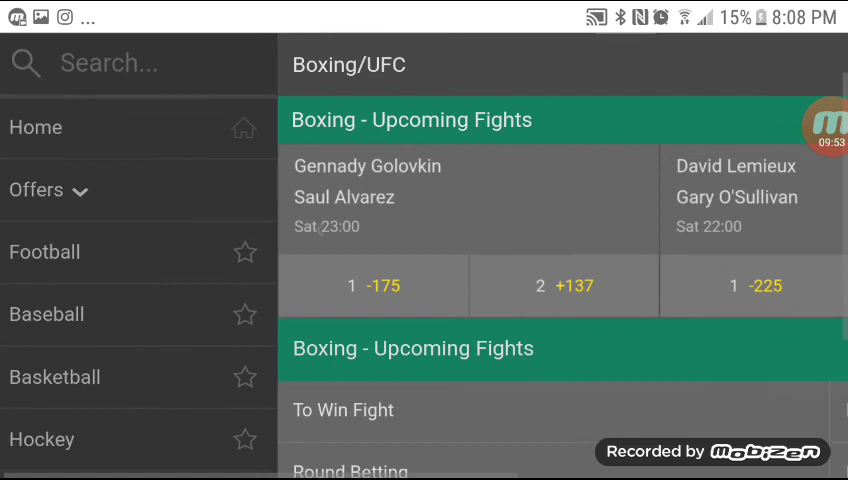 ... 15% 8:08 PM
Search...
Home
Offers
Football
Baseball
Basketball
Hockey
Boxing/UFC
Boxing - Upcoming Fights
Gennady Golovkin
Saul Alvarez
Sat 23:00
1 -175
2 +137
David Lemieux
Gary O'Sullivan
Sat 22:00
1 -225
09:53
Boxing - Upcoming Fights
To Win Fight
Round Betting
Recorded by mobizen